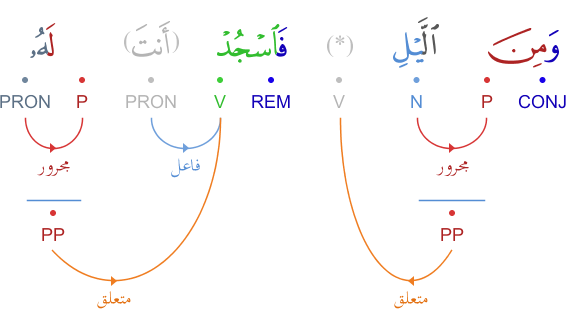 وَمِنَ ٱلَّيْلِ (*) فَٱسْجُدْ (أَنتَ) لَهُۥ
CONJ P N V REM V PRON P PRON
مجرور فاعل مجرور
PP PP
متعلق متعلق